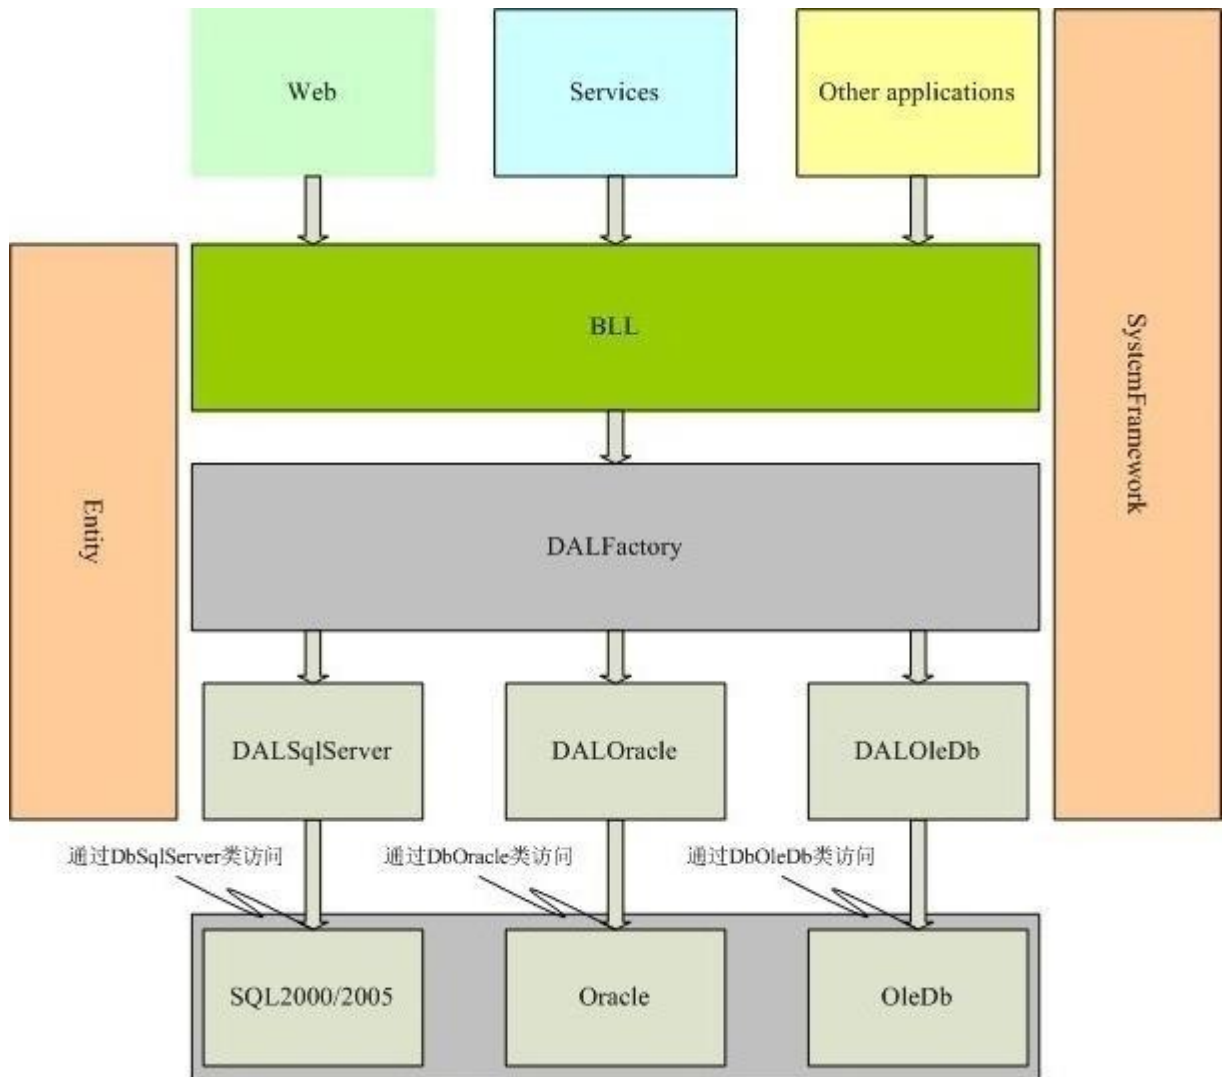 Web
Services
Other applications
BLL
SystemFramework
Entity
DALFactory
DALSqlServer
DALOracle
DALOleDb
通过DbSqlServer类访问
通过DbOracle类访问
通过DbOleDb类访问
SQL2000/2005
Oracle
OleDb